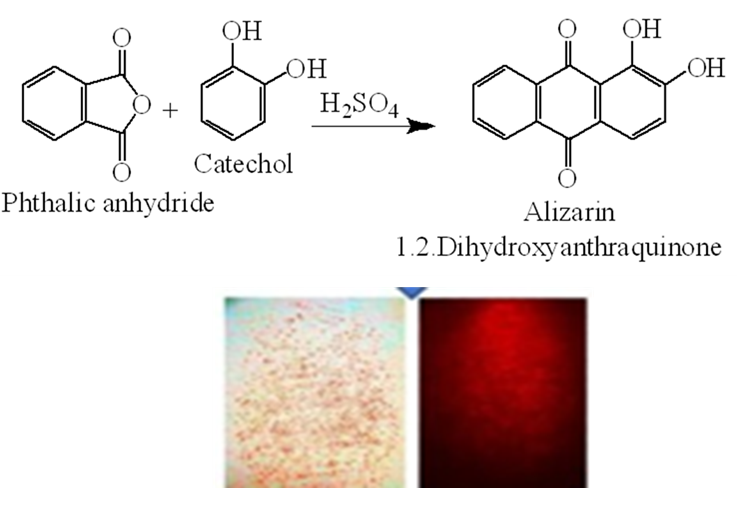 O
O
O
+
OH
OH
H₂SO₄
O
O
OH
OH
Catechol
Phthalic anhydride
Alizarin
1.2.Dihydroxyanthraquinone